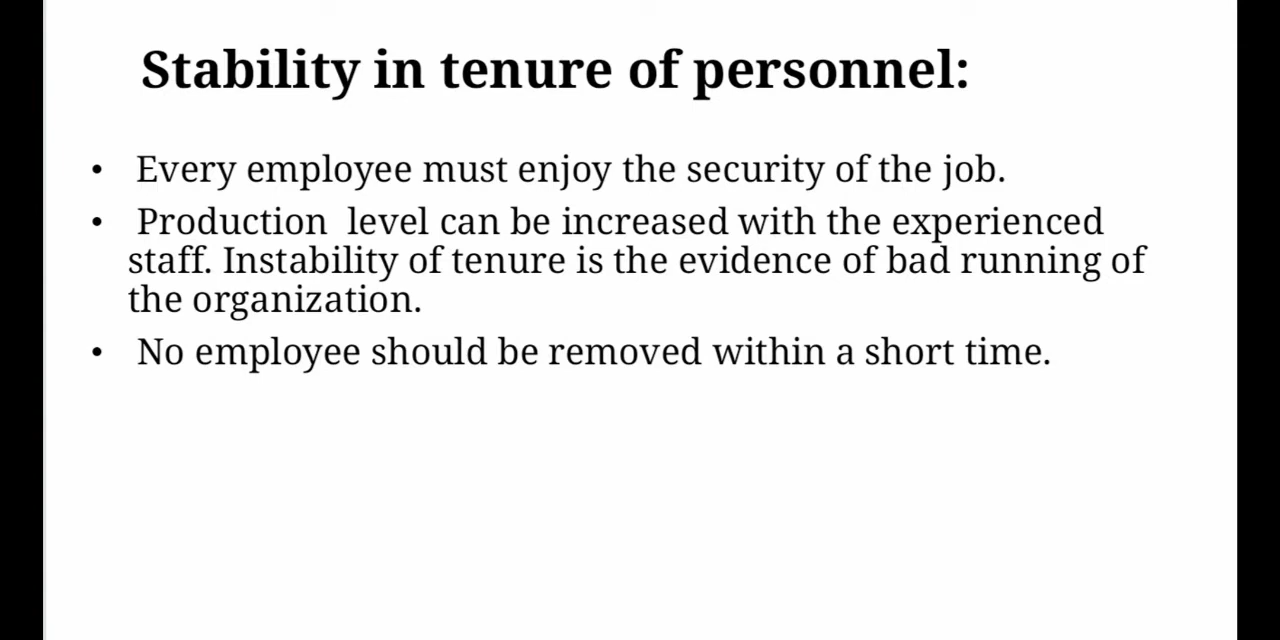 Stability in tenure of personnel:
• Every employee must enjoy the security of the job.
• Production level can be increased with the experienced
staff. Instability of tenure is the evidence of bad running of
the organization.
• No employee should be removed within a short time.